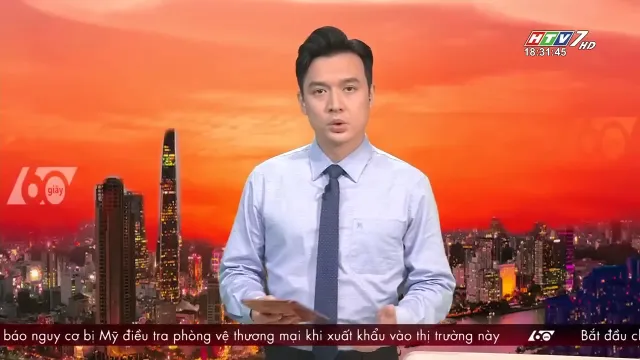 HTV7 HD
18:31:45
60 giây
báo nguy cơ bị Mỹ điều tra phòng vệ thương mại khi xuất khẩu vào thị trường này 60 Bắt đầu